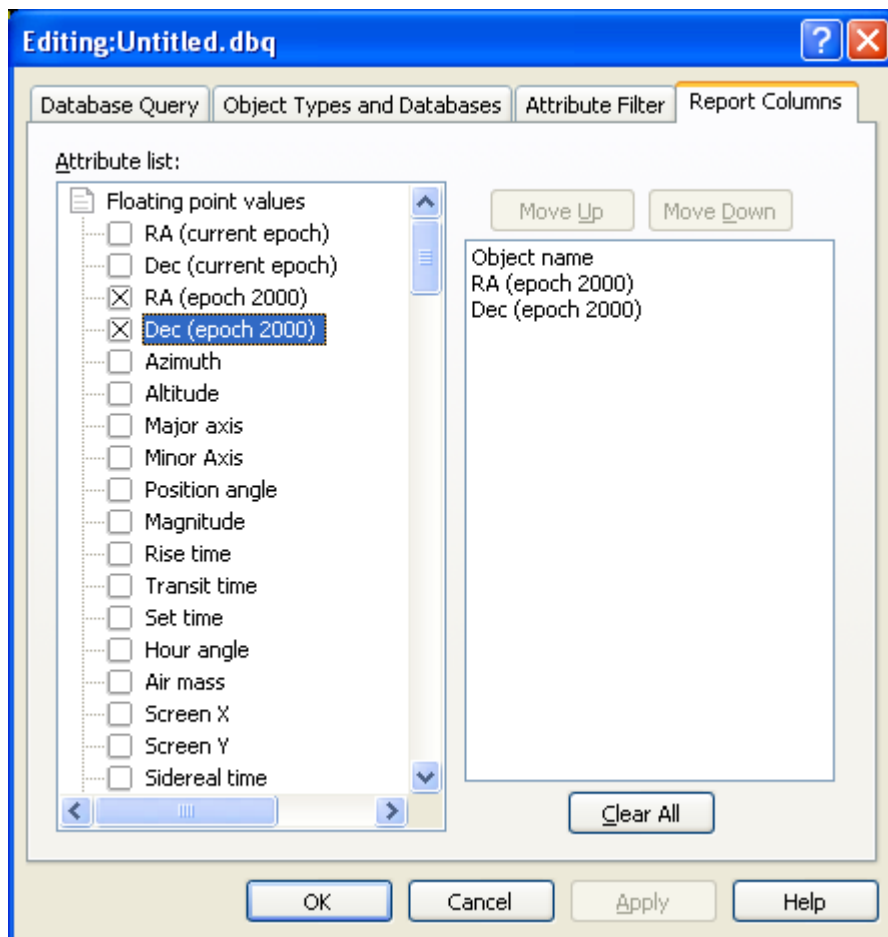 Editing:Untitled.dbq
Database Query
Object Types and Databases
Attribute Filter
Report Columns
Attribute list:
Floating point values
RA (current epoch)
Dec (current epoch)
RA (epoch 2000)
Dec (epoch 2000)
Azimuth
Altitude
Major axis
Minor Axis
Position angle
Magnitude
Rise time
Transit time
Set time
Hour angle
Air mass
Screen X
Screen Y
Sidereal time
Move Up
Move Down
Object name
RA (epoch 2000)
Dec (epoch 2000)
Clear All
OK
Cancel
Apply
Help